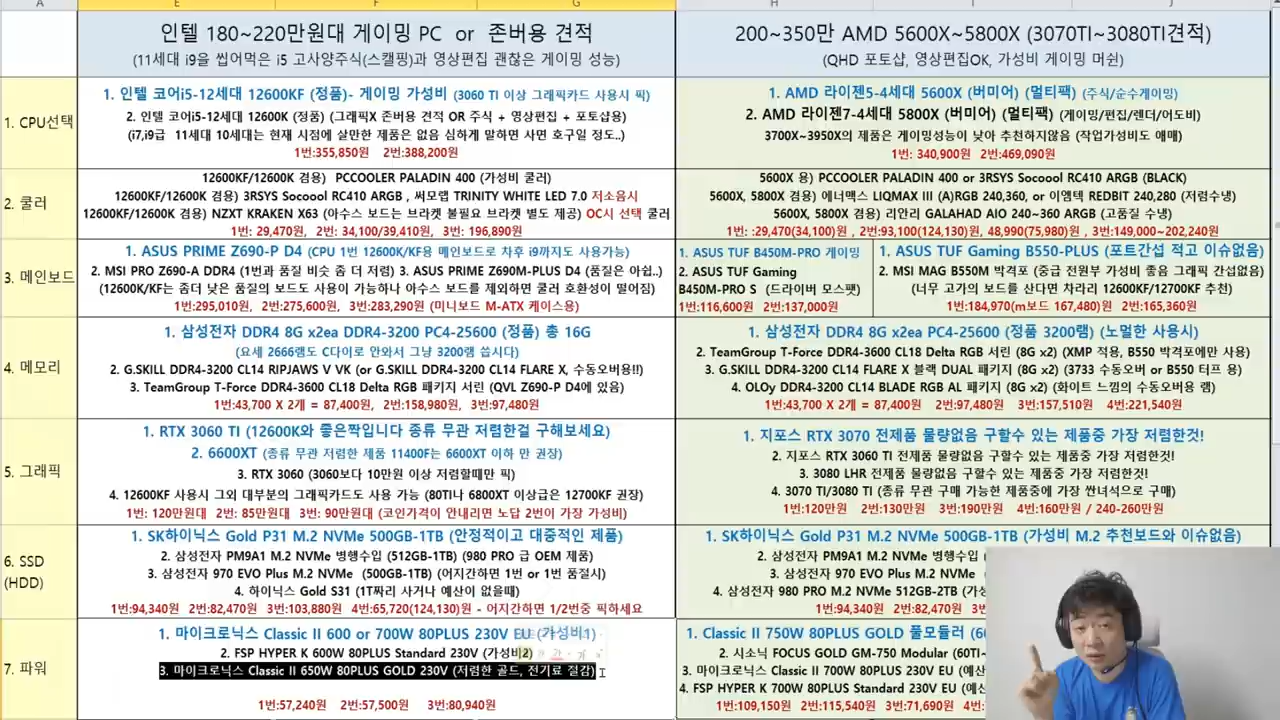 E
F
G
H
I
J
A
인텔 180~220만원대 게이밍 PC or 존버용 견적
(11세대 i9을 씹어먹은 i5 고사양주식(스캘핑)과 영상편집 괜찮은 게이밍 성능)
200~350만 AMD 5600X~5800X (3070TI~3080TI견적)
(QHD 포토샵, 영상편집OK, 가성비 게이밍 머쉰)
1. CPU선택
1. 인텔 코어i5-12세대 12600KF (정품)- 게이밍 가성비 (3060 TI 이상 그래픽카드 사용시 픽)
2. 인텔 코어i5-12세대 12600K (정품) (그래픽X 존버용 견적 OR 주식 + 영상편집 + 포토샵용)
(i7,i9급 11세대 10세대는 현재 시점에 살만한 제품은 없음 심하게 말하면 사면 호구일 정도..)
1번:355,850원 2번:388,200원
1. AMD 라이젠5-4세대 5600X (버미어) (멀티팩) (주식/순수게이밍)
2. AMD 라이젠7-4세대 5800X (버미어) (멀티팩) (게이밍/편집/렌더/어도비)
3700X~3950X의 제품은 게이밍성능이 낮아 추천하지않음 (작업가성비도 애매)
1번: 340,900원 2번:469,090원
2. 쿨러
12600KF/12600K 겸용) PCCOOLER PALADIN 400 (가성비 쿨러)
12600KF/12600K 겸용) 3RSYS Socoool RC410 ARGB , 써모랩 TRINITY WHITE LED 7.0 저소음시
12600KF/12600K 겸용) NZXT KRAKEN X63 (아수스 보드는 브라켓 불필요 브라켓 별도 제공) OC시 선택 쿨러
1번: 29,470원, 2번: 34,100/39,410원, 3번: 196,890원
5600X 용) PCCOOLER PALADIN 400 or 3RSYS Socoool RC410 ARGB (BLACK)
5600X, 5800X 겸용) 에너맥스 LIQMAX III (A)RGB 240,360, or 이엠텍 REDBIT 240,280 (저렴수냉)
5600X, 5800X 겸용) 리안리 GALAHAD AIO 240~360 ARGB (고품질 수냉)
1번: :29,470(34,100)원 , 2번:93,100(124,130)원, 48,990(75,980)원 , 3번:149,000~202,240원
3. 메인보드
1. ASUS PRIME Z690-P D4 (CPU 1번 12600K/KF용 메인보드로 차후 i9까지도 사용가능)
2. MSI PRO Z690-A DDR4 (1번과 품질 비슷 좀 더 저렴) 3. ASUS PRIME Z690M-PLUS D4 (품질은 아쉽..)
(12600K/KF는 좀더 낮은 품질의 보드도 사용이 가능하나 아수스 보드를 제외하면 쿨러 호환성이 떨어짐)
1번:295,010원, 2번:275,600원, 3번:283,290원 (미니보드 M-ATX 케이스용)
1. ASUS TUF B450M-PRO 게이밍
2. ASUS TUF Gaming
B450M-PRO S (드라이버 모스팻)
1번:116,600원 2번:137,000원
1. ASUS TUF Gaming B550-PLUS (포트간섭 적고 이슈없음)
2. MSI MAG B550M 박격포 (중급 전원부 가성비 좋음 그래픽 간섭없음)
(너무 고가의 보드를 산다면 차라리 12600KF/12700KF 추천)
1번:184,970(m보드 167,480)원 2번:165,360원
4. 메모리
1. 삼성전자 DDR4 8G x2ea DDR4-3200 PC4-25600 (정품) 총 16G
(요세 2666램도 C다이로 안와서 그냥 3200램 씁시다)
2. G.SKILL DDR4-3200 CL14 RIPJAWS V VK (or G.SKILL DDR4-3200 CL14 FLARE X, 수동오버용!!)
3. TeamGroup T-Force DDR4-3600 CL18 Delta RGB 패키지 서린 (QVL Z690-P D4에 있음)
1번:43,700 X 2개 = 87,400원, 2번:158,980원, 3번:97,480원
1. 삼성전자 DDR4 8G x2ea PC4-25600 (정품 3200램) (노멀한 사용시)
2. TeamGroup T-Force DDR4-3600 CL18 Delta RGB 서린 (8G x2) (XMP 적용, B550 박격포에만 사용)
3. G.SKILL DDR4-3200 CL14 FLARE X 블랙 DUAL 패키지 (8G x2) (3733 수동오버 or B550 터프 용)
4. OLOy DDR4-3200 CL14 BLADE RGB AL 패키지 (8G x2) (화이트 느낌의 수동오버용 램)
1번:43,700 X 2개 = 87,400원 2번:97,480원 3번:157,510원 4번:221,540원
5. 그래픽
1. RTX 3060 TI (12600K와 좋은짝입니다 종류 무관 저렴한걸 구해보세요)
2. 6600XT (종류 무관 저렴한 제품 11400F는 6600XT 이하 만 권장)
3. RTX 3060 (3060보다 10만원 이상 저렴할때만 픽)
4. 12600KF 사용시 그외 대부분의 그래픽카드도 사용 가능 (80TI나 6800XT 이상급은 12700KF 권장)
1번: 120만원대 2번: 85만원대 3번: 90만원대 (코인가격이 안내리면 노답 2번이 가장 가성비)
1. 지포스 RTX 3070 전제품 물량없음 구할수 있는 제품중 가장 저렴한것!
2. 지포스 RTX 3060 TI 전제품 물량없음 구할수 있는 제품중 가장 저렴한것!
3. 3080 LHR 전제품 물량없음 구할수 있는 제품중 가장 저렴한것!
4. 3070 TI/3080 TI (종류 무관 구매 가능한 제품중에 가장 싼녀석으로 구매)
1번:120만원 2번:130만원 3번:190만원 4번:160만원 / 240-260만원
6. SSD
(HDD)
1. SK하이닉스 Gold P31 M.2 NVMe 500GB-1TB (안정적이고 대중적인 제품)
2. 삼성전자 PM9A1 M.2 NVMe 병행수입 (512GB-1TB) (980 PRO 급 OEM 제품)
3. 삼성전자 970 EVO Plus M.2 NVMe (500GB-1TB) (어지간하면 1번 or 1번 품절시)
4. 하이닉스 Gold S31 (1T짜리 사거나 예산이 없을때)
1번:94,340원 2번:82,470원 3번:103,880원 4번:65,720(124,130)원 - 어지간하면 1/2번중 픽하세요
1. SK하이닉스 Gold P31 M.2 NVMe 500GB-1TB (가성비 M.2 추천보드와 이슈없음)
2. 삼성전자 PM9A1 M.2 NVMe 병행수입
3. 삼성전자 970 EVO Plus M.2 NVMe
4. 삼성전자 980 PRO M.2 NVMe 512GB-2TB
1번:94,340원 2번:82,470
7. 파워
1. 마이크로닉스 Classic II 600 or 700W 80PLUS 230V EU (가성비1)
2. FSP HYPER K 600W 80PLUS Standard 230V (가성비2)
3. 마이크로닉스 Classic II 650W 80PLUS GOLD 230V (저렴한 골드, 전기료 절감)
1번:57,240원 2번:57,500원 3번:80,940원
1. Classic II 750W 80PLUS GOLD 풀모듈러
2. 시소닉 FOCUS GOLD GM-750 Modular (60TI~
3. 마이크로닉스 Classic II 700W 80PLUS 230V EU
4. FSP HYPER K 700W 80PLUS Standard 230V EU
1번:109,150원 2번:115,540원 3번:71,690원 4번: